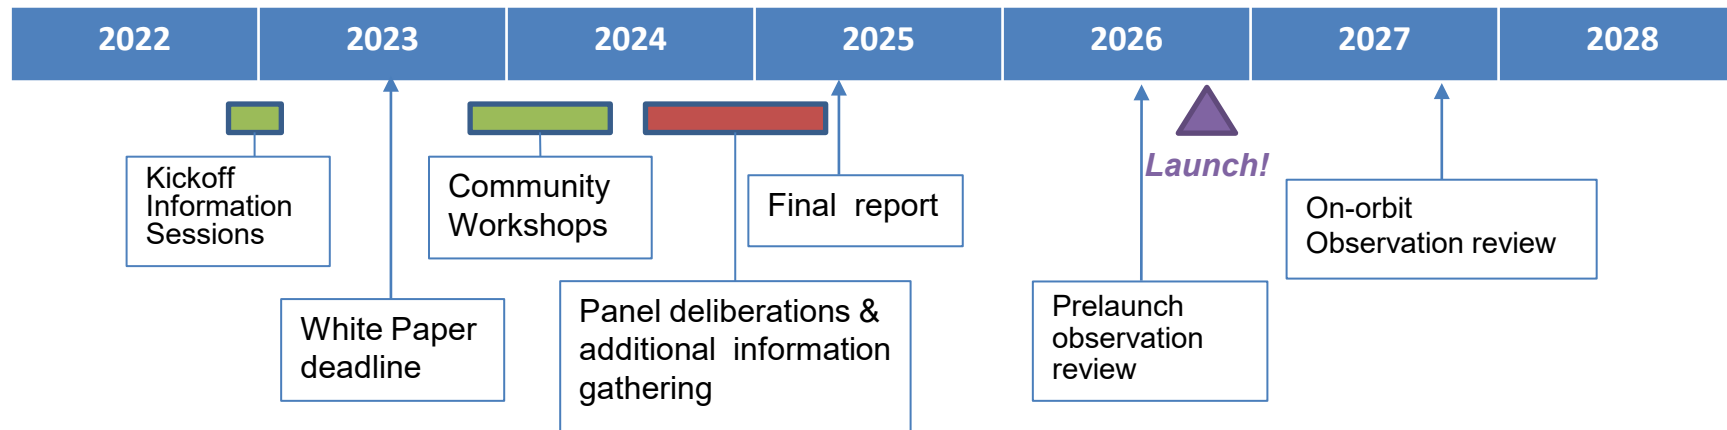 2022 2023 2024 2025 2026 2027 2028
Kickoff
Information
Sessions
White Paper
deadline
Community
Workshops
Panel deliberations &
additional information
gathering
Final report
Prelaunch
observation
review
Launch!
On-orbit
Observation review